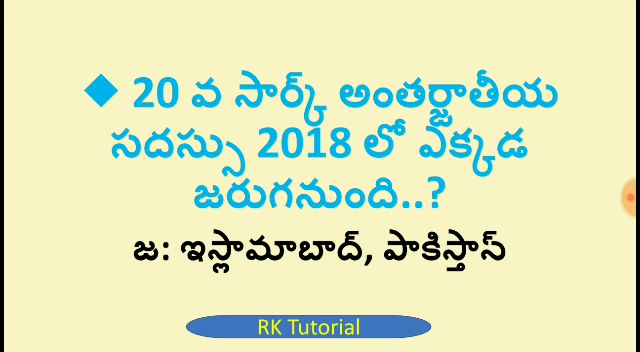 ◆ 20 వ సార్క్ అంతర్జాతీయ
సదస్సు 2018 లో ఎక్కడ
జరుగనుంది..?
జ: ఇస్లామాబాద్, పాకిస్తాస్
RK Tutorial